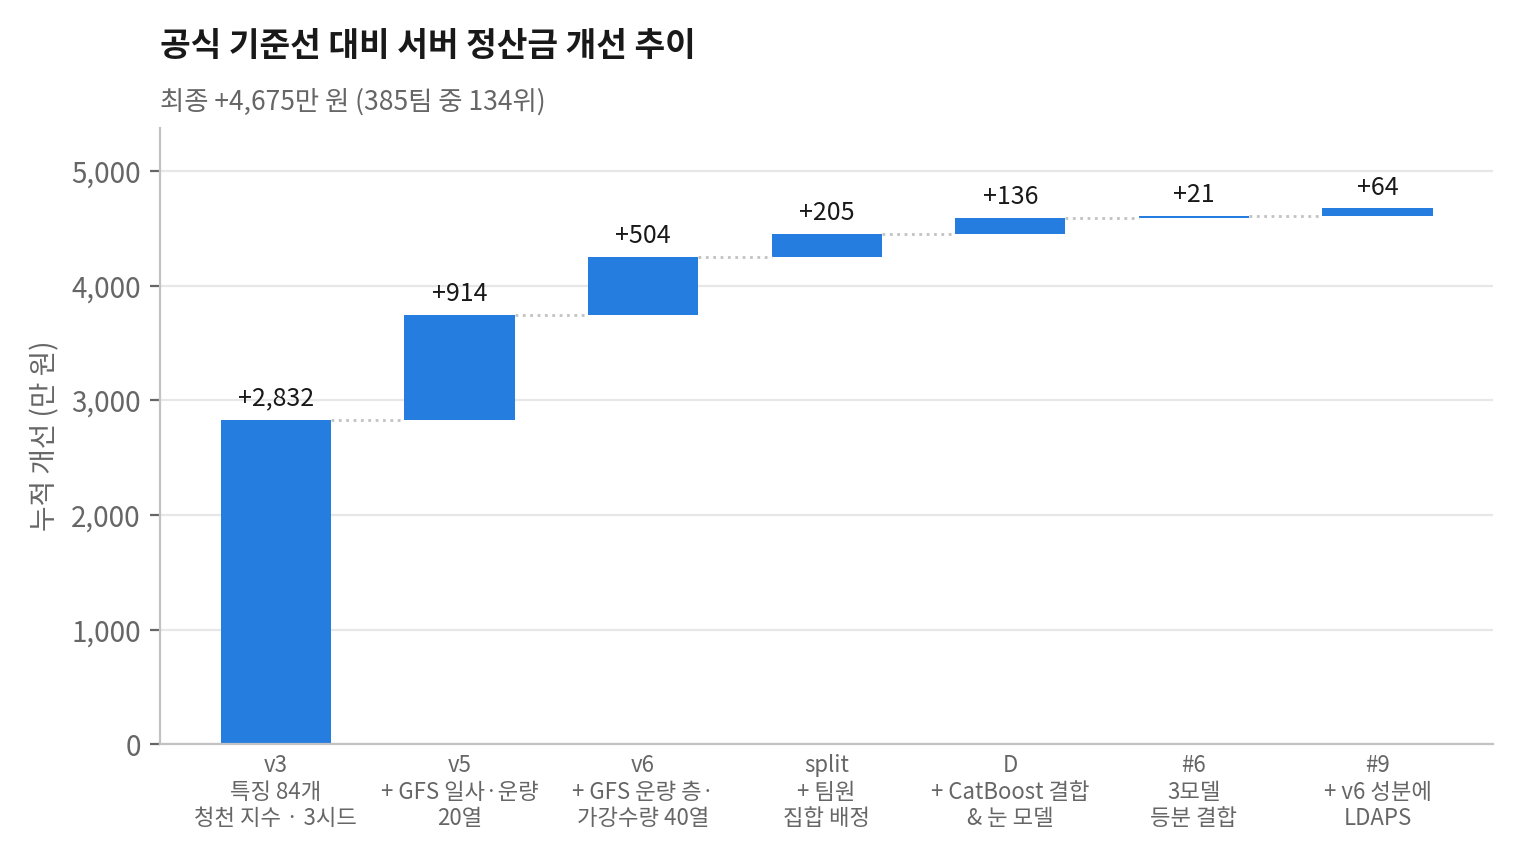 공식 기준선 대비 서버 정산금 개선 추이
최종 +4,675만 원 (385팀 중 134위)
누적 개선 (만 원)
5,000
4,000
3,000
2,000
1,000
0
+2,832
+914
+504
+205
+136
+21
+64
v3
특징 84개
청천 지수 · 3시드
v5
+ GFS 일사·운량
20열
v6
+ GFS 운량 층·
가강수량 40열
split
+ 팀원
집합 배정
D
+ CatBoost 결합
& 눈 모델
#6
3모델
등분 결합
#9
+ v6 성분에
LDAPS